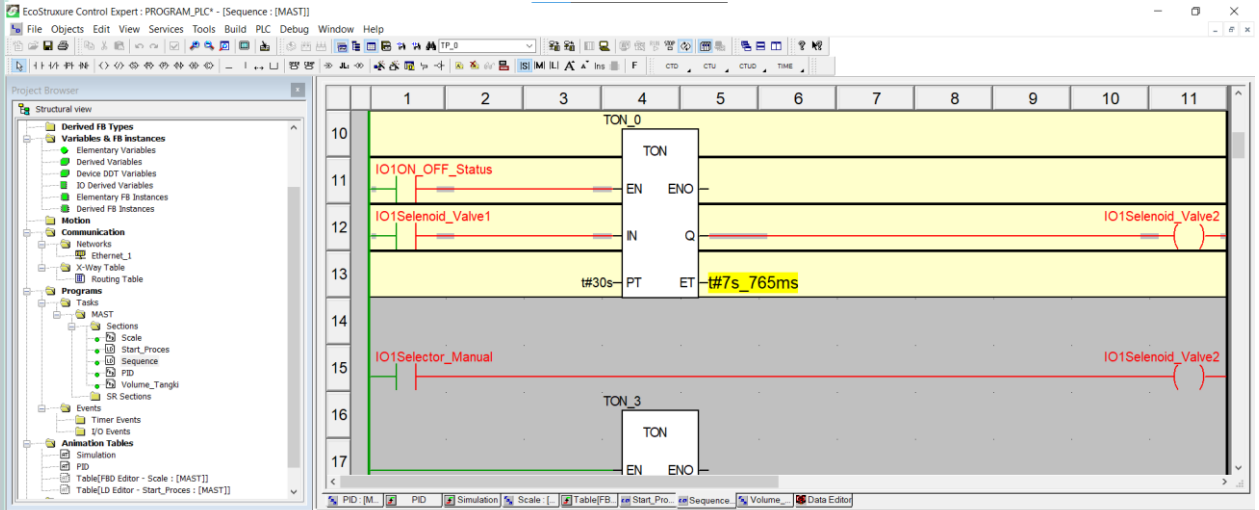 EcoStruxure Control Expert : PROGRAM_PLC* - [Sequence : [MAST]]
File Objects Edit View Services Tools Build PLC Debug Window Help
TP_0
Ins F CTD CTU CTUD TIME
Project Browser
Structural view
Derived FB Types
Variables & FB instances
Elementary Variables
Derived Variables
Device DDT Variables
IO Derived Variables
Elementary FB Instances
Derived FB Instances
Motion
Communication
Networks
Ethernet_1
X-Way Table
Routing Table
Programs
Tasks
MAST
Sections
Scale
Start_Proces
Sequence
PID
Volume_Tangki
SR Sections
Events
Timer Events
I/O Events
Animation Tables
Simulation
PID
Table[FBD Editor - Scale : [MAST]]
Table[LD Editor - Start_Proces : [MAST]]
1 2 3 4 5 6 7 8 9 10 11
10 TON_0
TON
11 IO1ON_OFF_Status
EN ENO
12 IO1Selenoid_Valve1 IO1Selenoid_Valve2
IN Q
13 t#30s PT ET t#7s_765ms
14
15 IO1Selector_Manual IO1Selenoid_Valve2
16 TON_3
TON
17 EN ENO
PID : [M... PID Simulation Scale : [... Table[FB... Start_Pro... Sequence... Volume_... Data Editor